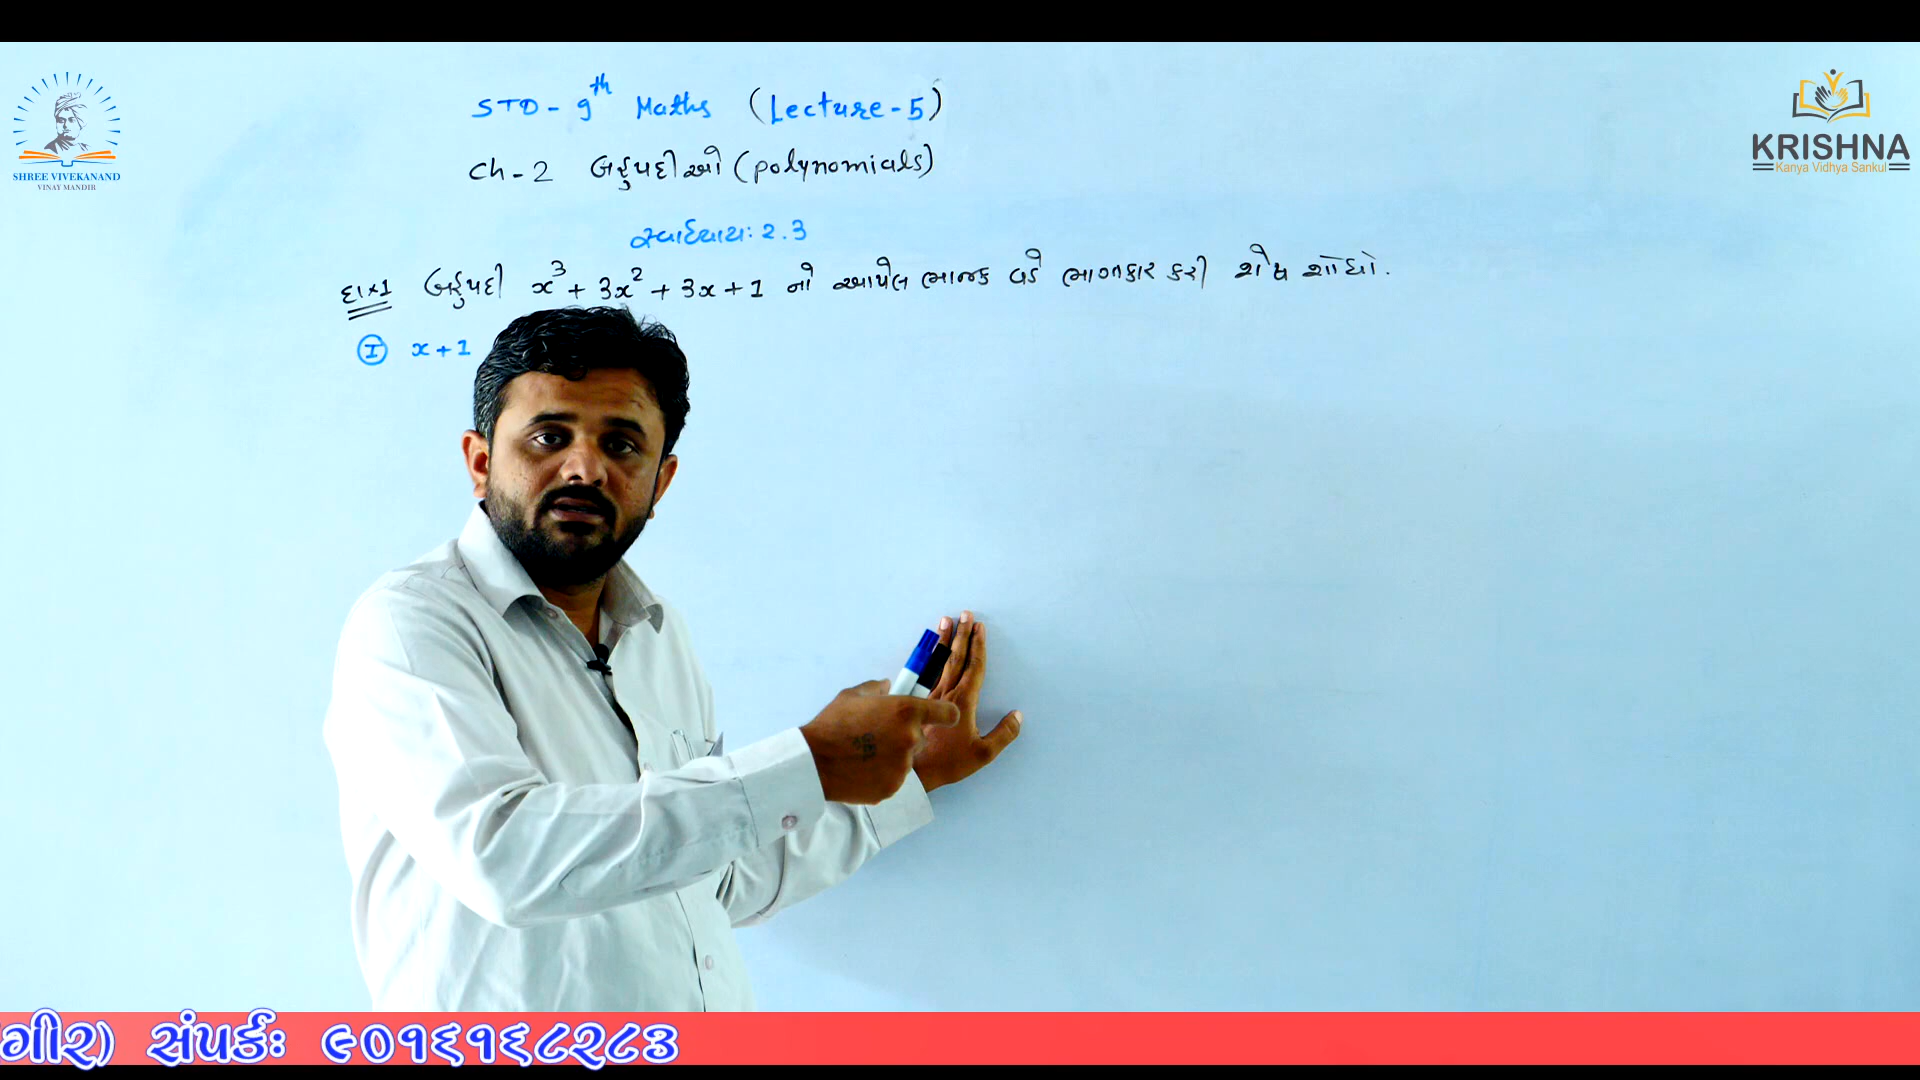 SHREE VIVEKANAND
VINAY MANDIR
KRISHNA
Kanya Vidhya Sankul
STD - 9th Maths (Lecture - 5)
Ch - 2 બહુપદીઓ (polynomials)
સ્વાધ્યાય: 2.3
દા×1 બહુપદી x³ + 3x² + 3x + 1 નો આપેલ ભાજક વડે ભાગાકાર કરી શેષ શોધો.
I x + 1
ગીર) સંપર્કઃ ૯૦૧૬૧૬૮૨૮૩